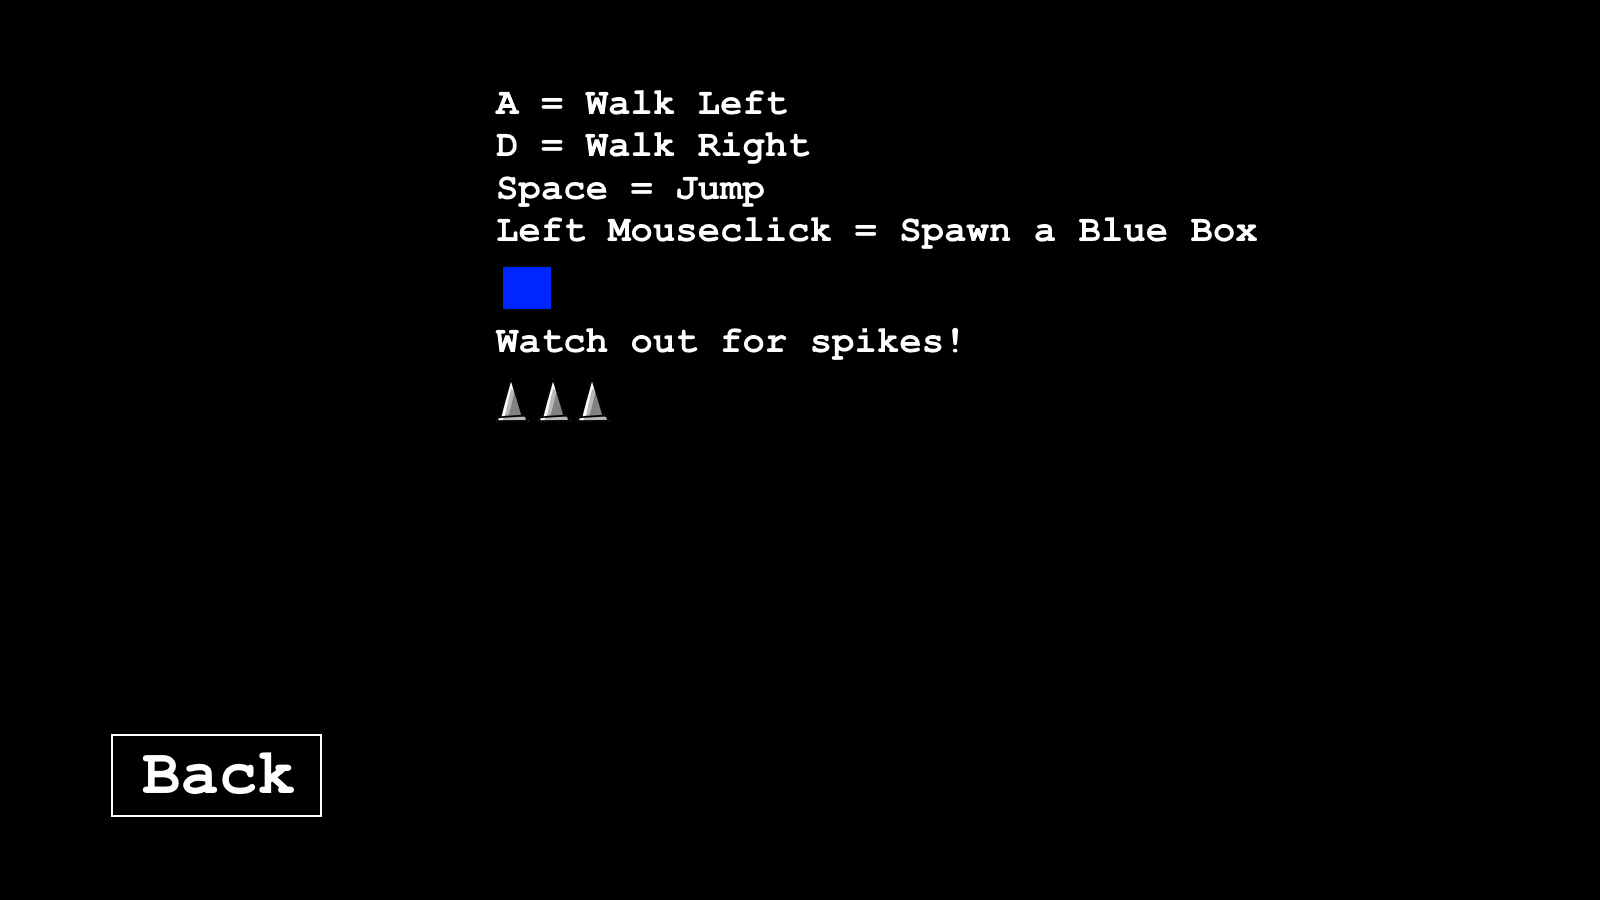 A = Walk Left
D = Walk Right
Space = Jump
Left Mouseclick = Spawn a Blue Box
Watch out for spikes!
Back